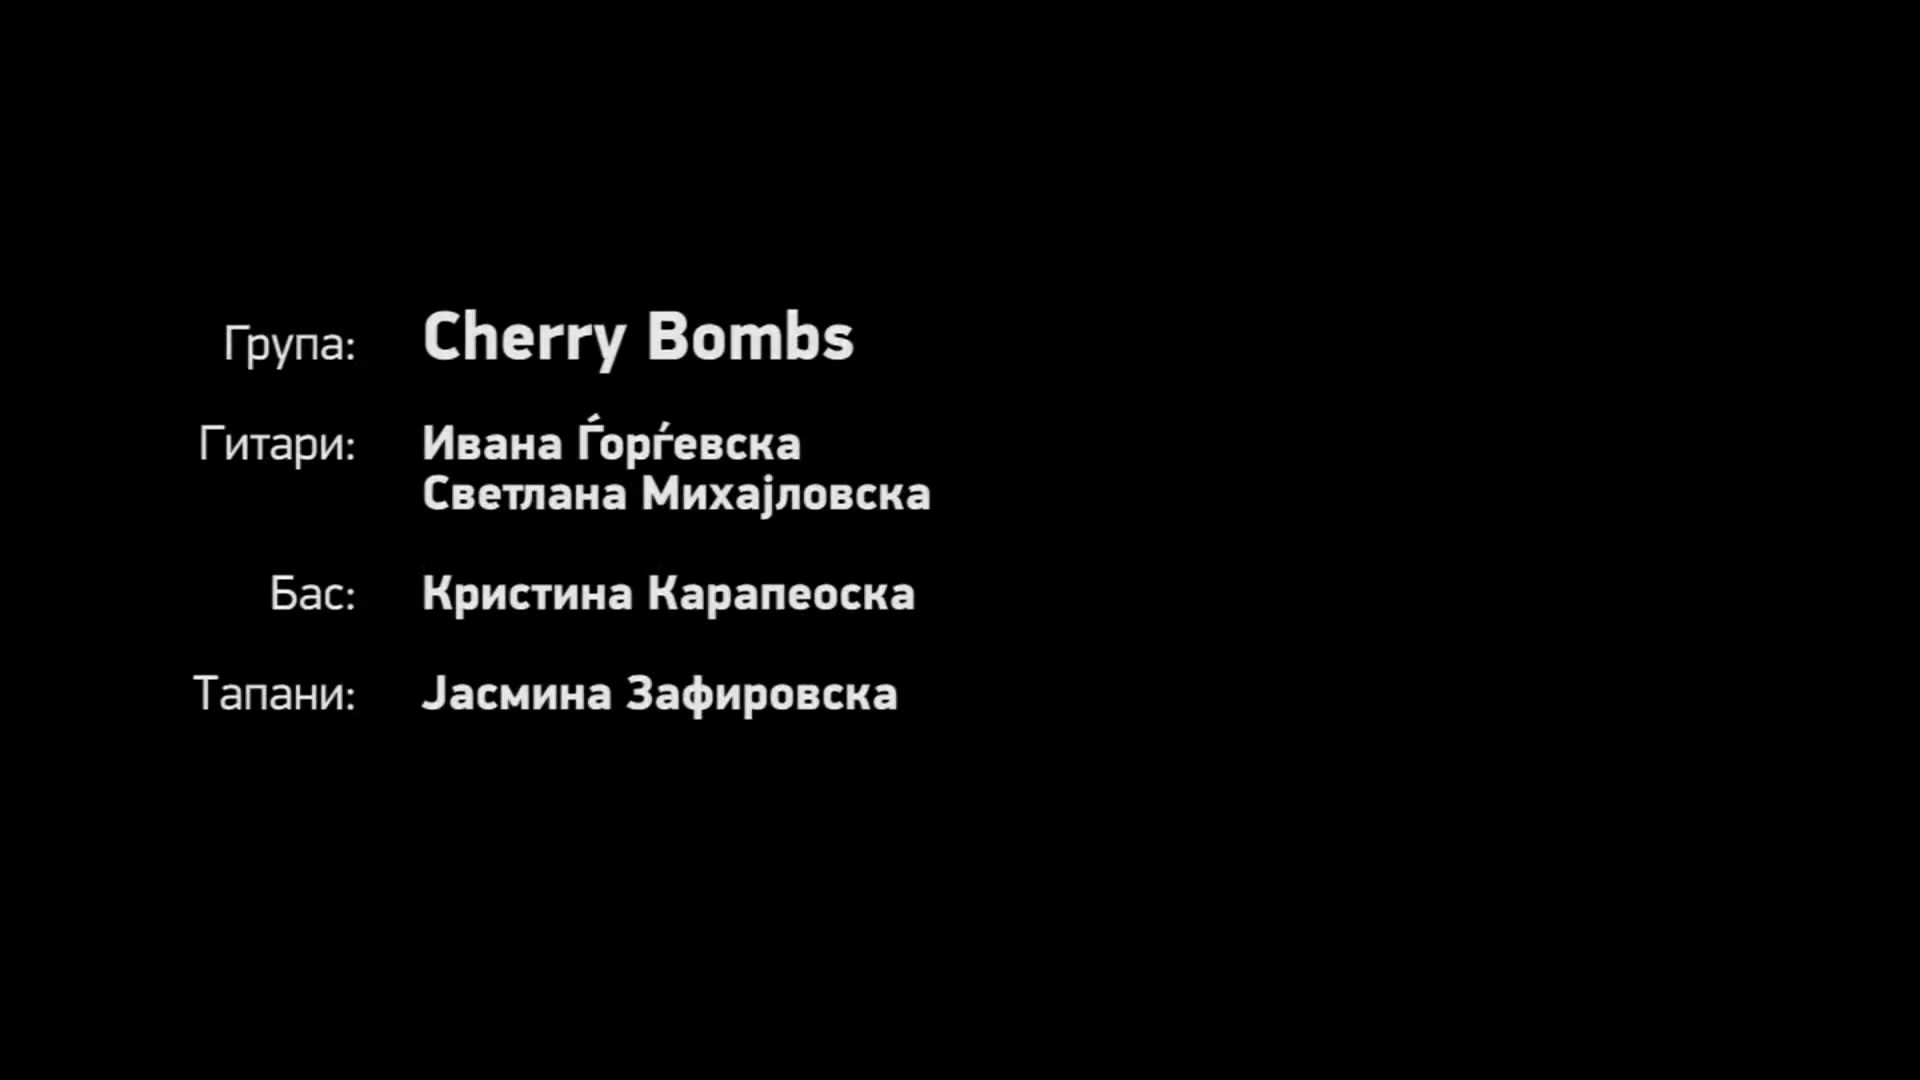 Група: Cherry Bombs
Гитари: Ивана Ѓорѓевска
Светлана Михајловска
Бас: Кристина Карапеоска
Тапани: Јасмина Зафировска